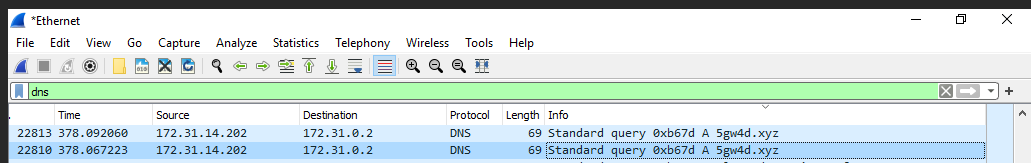 *Ethernet
File Edit View Go Capture Analyze Statistics Telephony Wireless Tools Help
dns
Time Source Destination Protocol Length Info
22813 378.092060 172.31.14.202 172.31.0.2 DNS 69 Standard query 0xb67d A 5gw4d.xyz
22810 378.067223 172.31.14.202 172.31.0.2 DNS 69 Standard query 0xb67d A 5gw4d.xyz